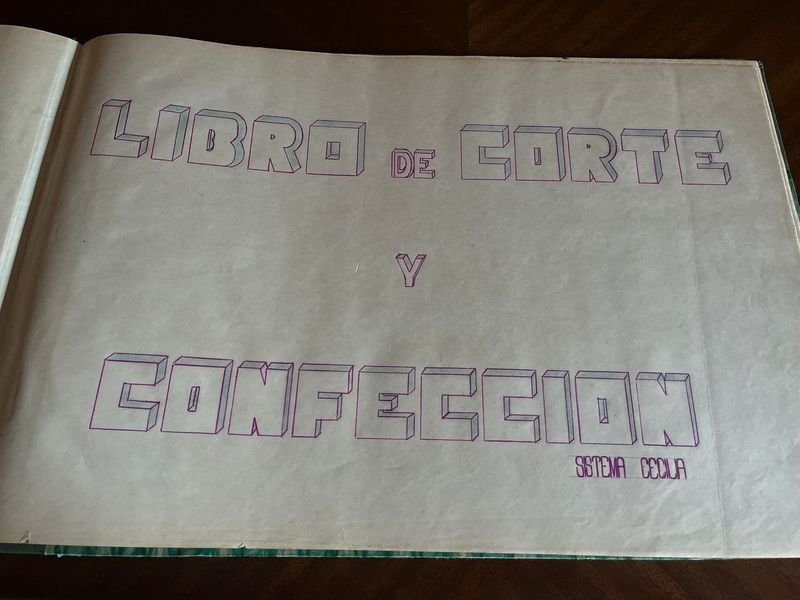 LIBRO DE CORTE
Y
CONFECCION
SISTEMA CECILIA